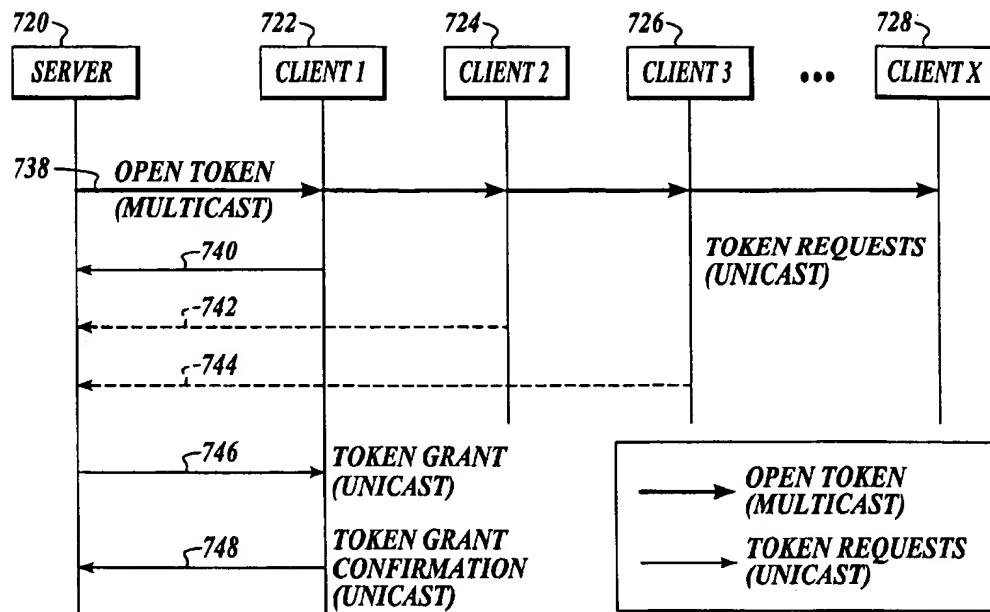 720 722 724 726 728
SERVER CLIENT 1 CLIENT 2 CLIENT 3 ••• CLIENT X
738 OPEN TOKEN
(MULTICAST)
740
TOKEN REQUESTS
(UNICAST)
742
744
746 TOKEN GRANT
(UNICAST)
748 TOKEN GRANT
CONFIRMATION
(UNICAST)
OPEN TOKEN
(MULTICAST)
TOKEN REQUESTS
(UNICAST)